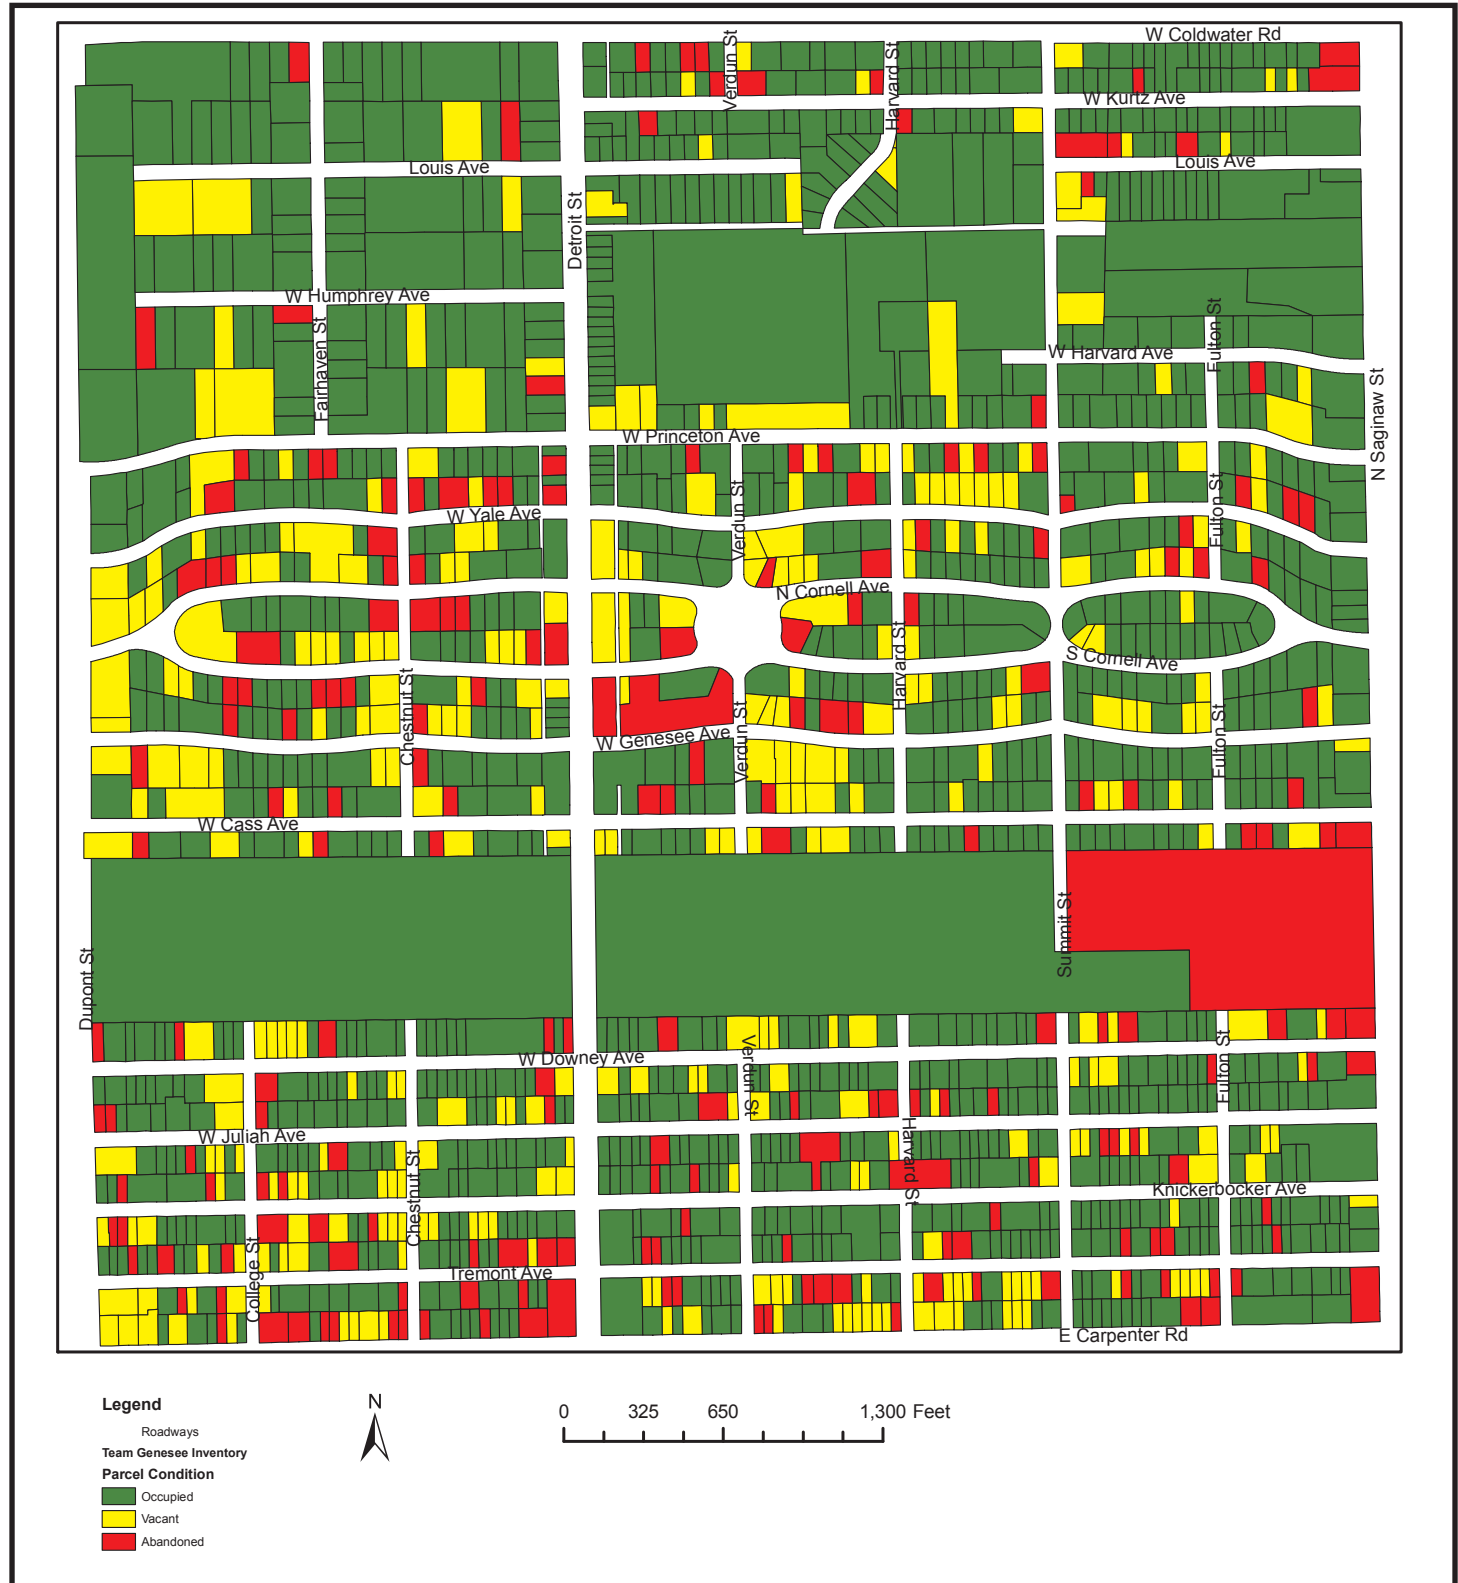 W Coldwater Rd
Verdun St
Harvard St
W Kurtz Ave
Louis Ave
Louis Ave
Detroit St
W Humphrey Ave
Fairhaven St
Fulton St
W Harvard Ave
N Saginaw St
W Princeton Ave
Verdun St
Fulton St
W Yale Ave
N Cornell Ave
Harvard St
S Cornell Ave
Chestnut St
Verdun St
Fulton St
W Genesee Ave
W Cass Ave
Summit St
Dupont St
W Downey Ave
Verdun St
Fulton St
W Juliah Ave
Chestnut St
Harvard St
Knickerbocker Ave
College St
Tremont Ave
E Carpenter Rd
Legend
Roadways
Team Genesee Inventory
Parcel Condition
Occupied
Vacant
Abandoned
N
0 325 650 1,300 Feet